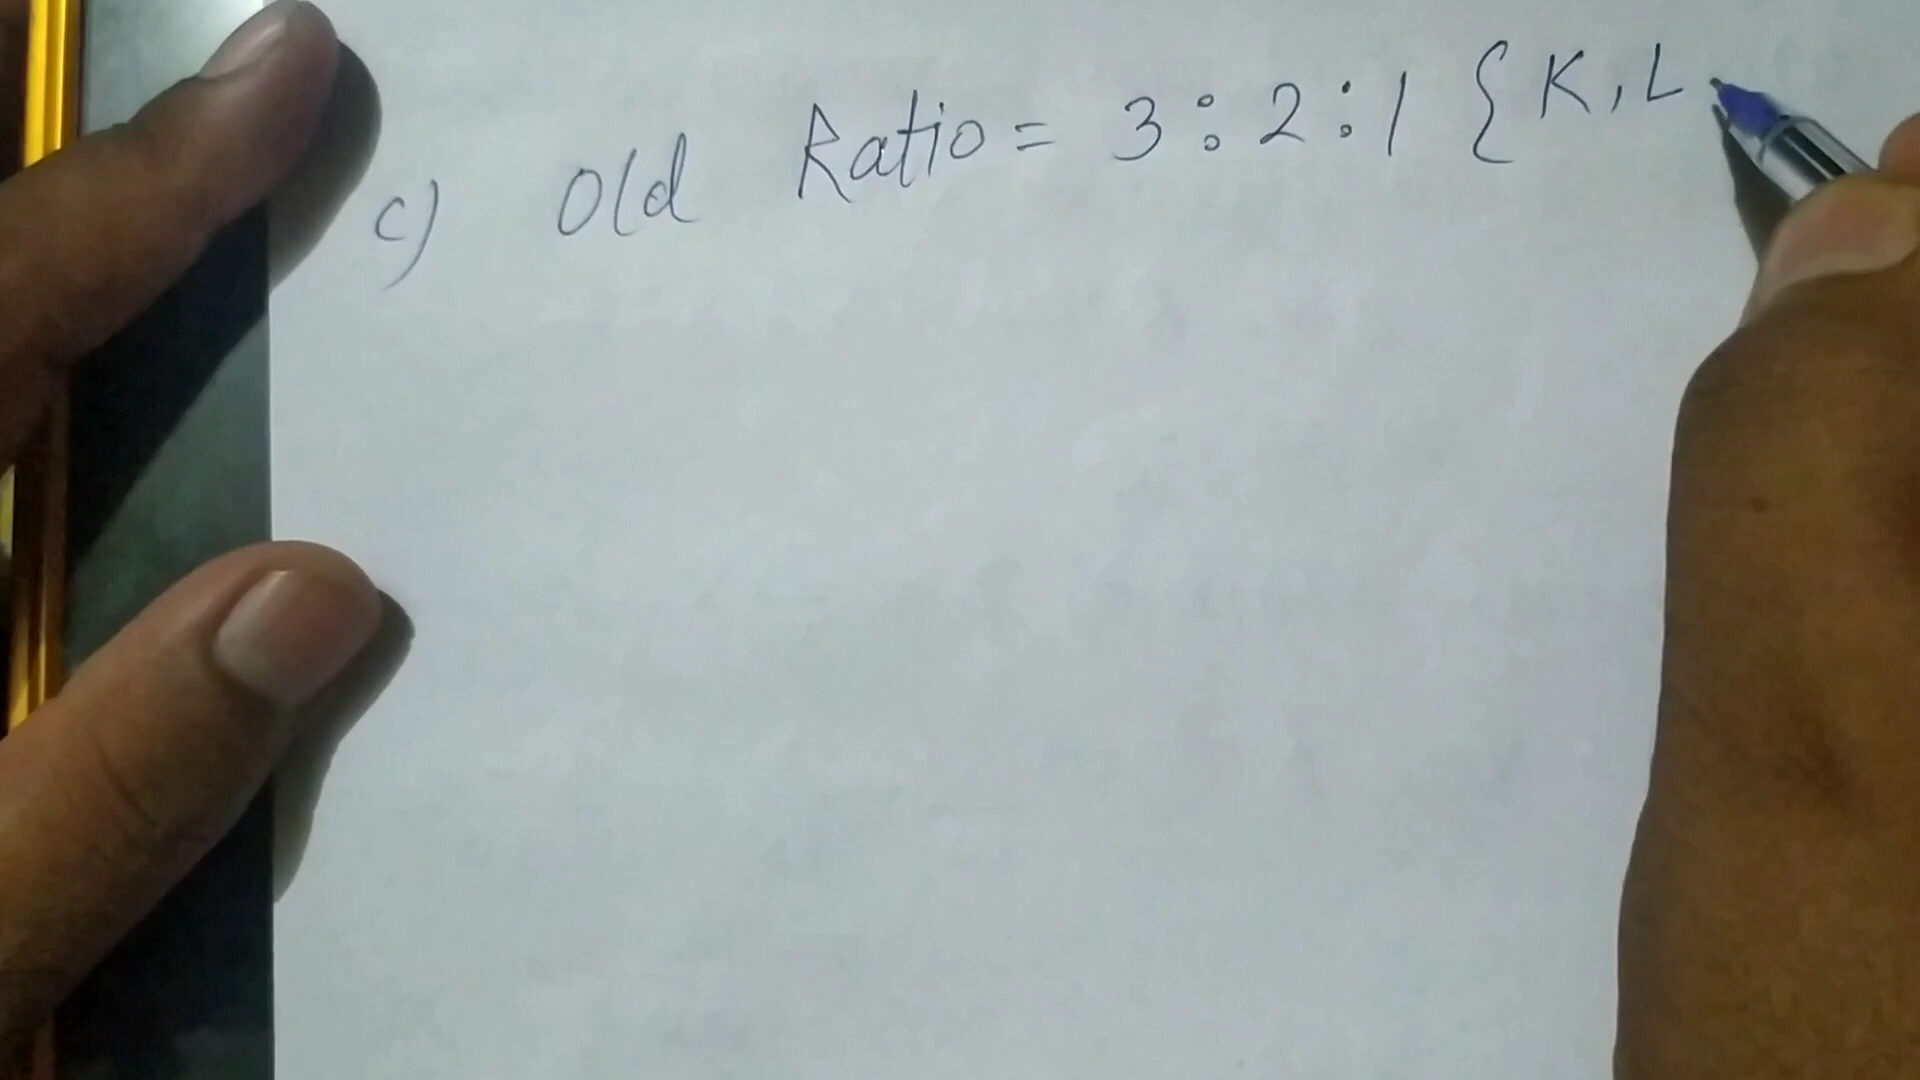 c) Old Ratio = 3 : 2 : 1 { K, L